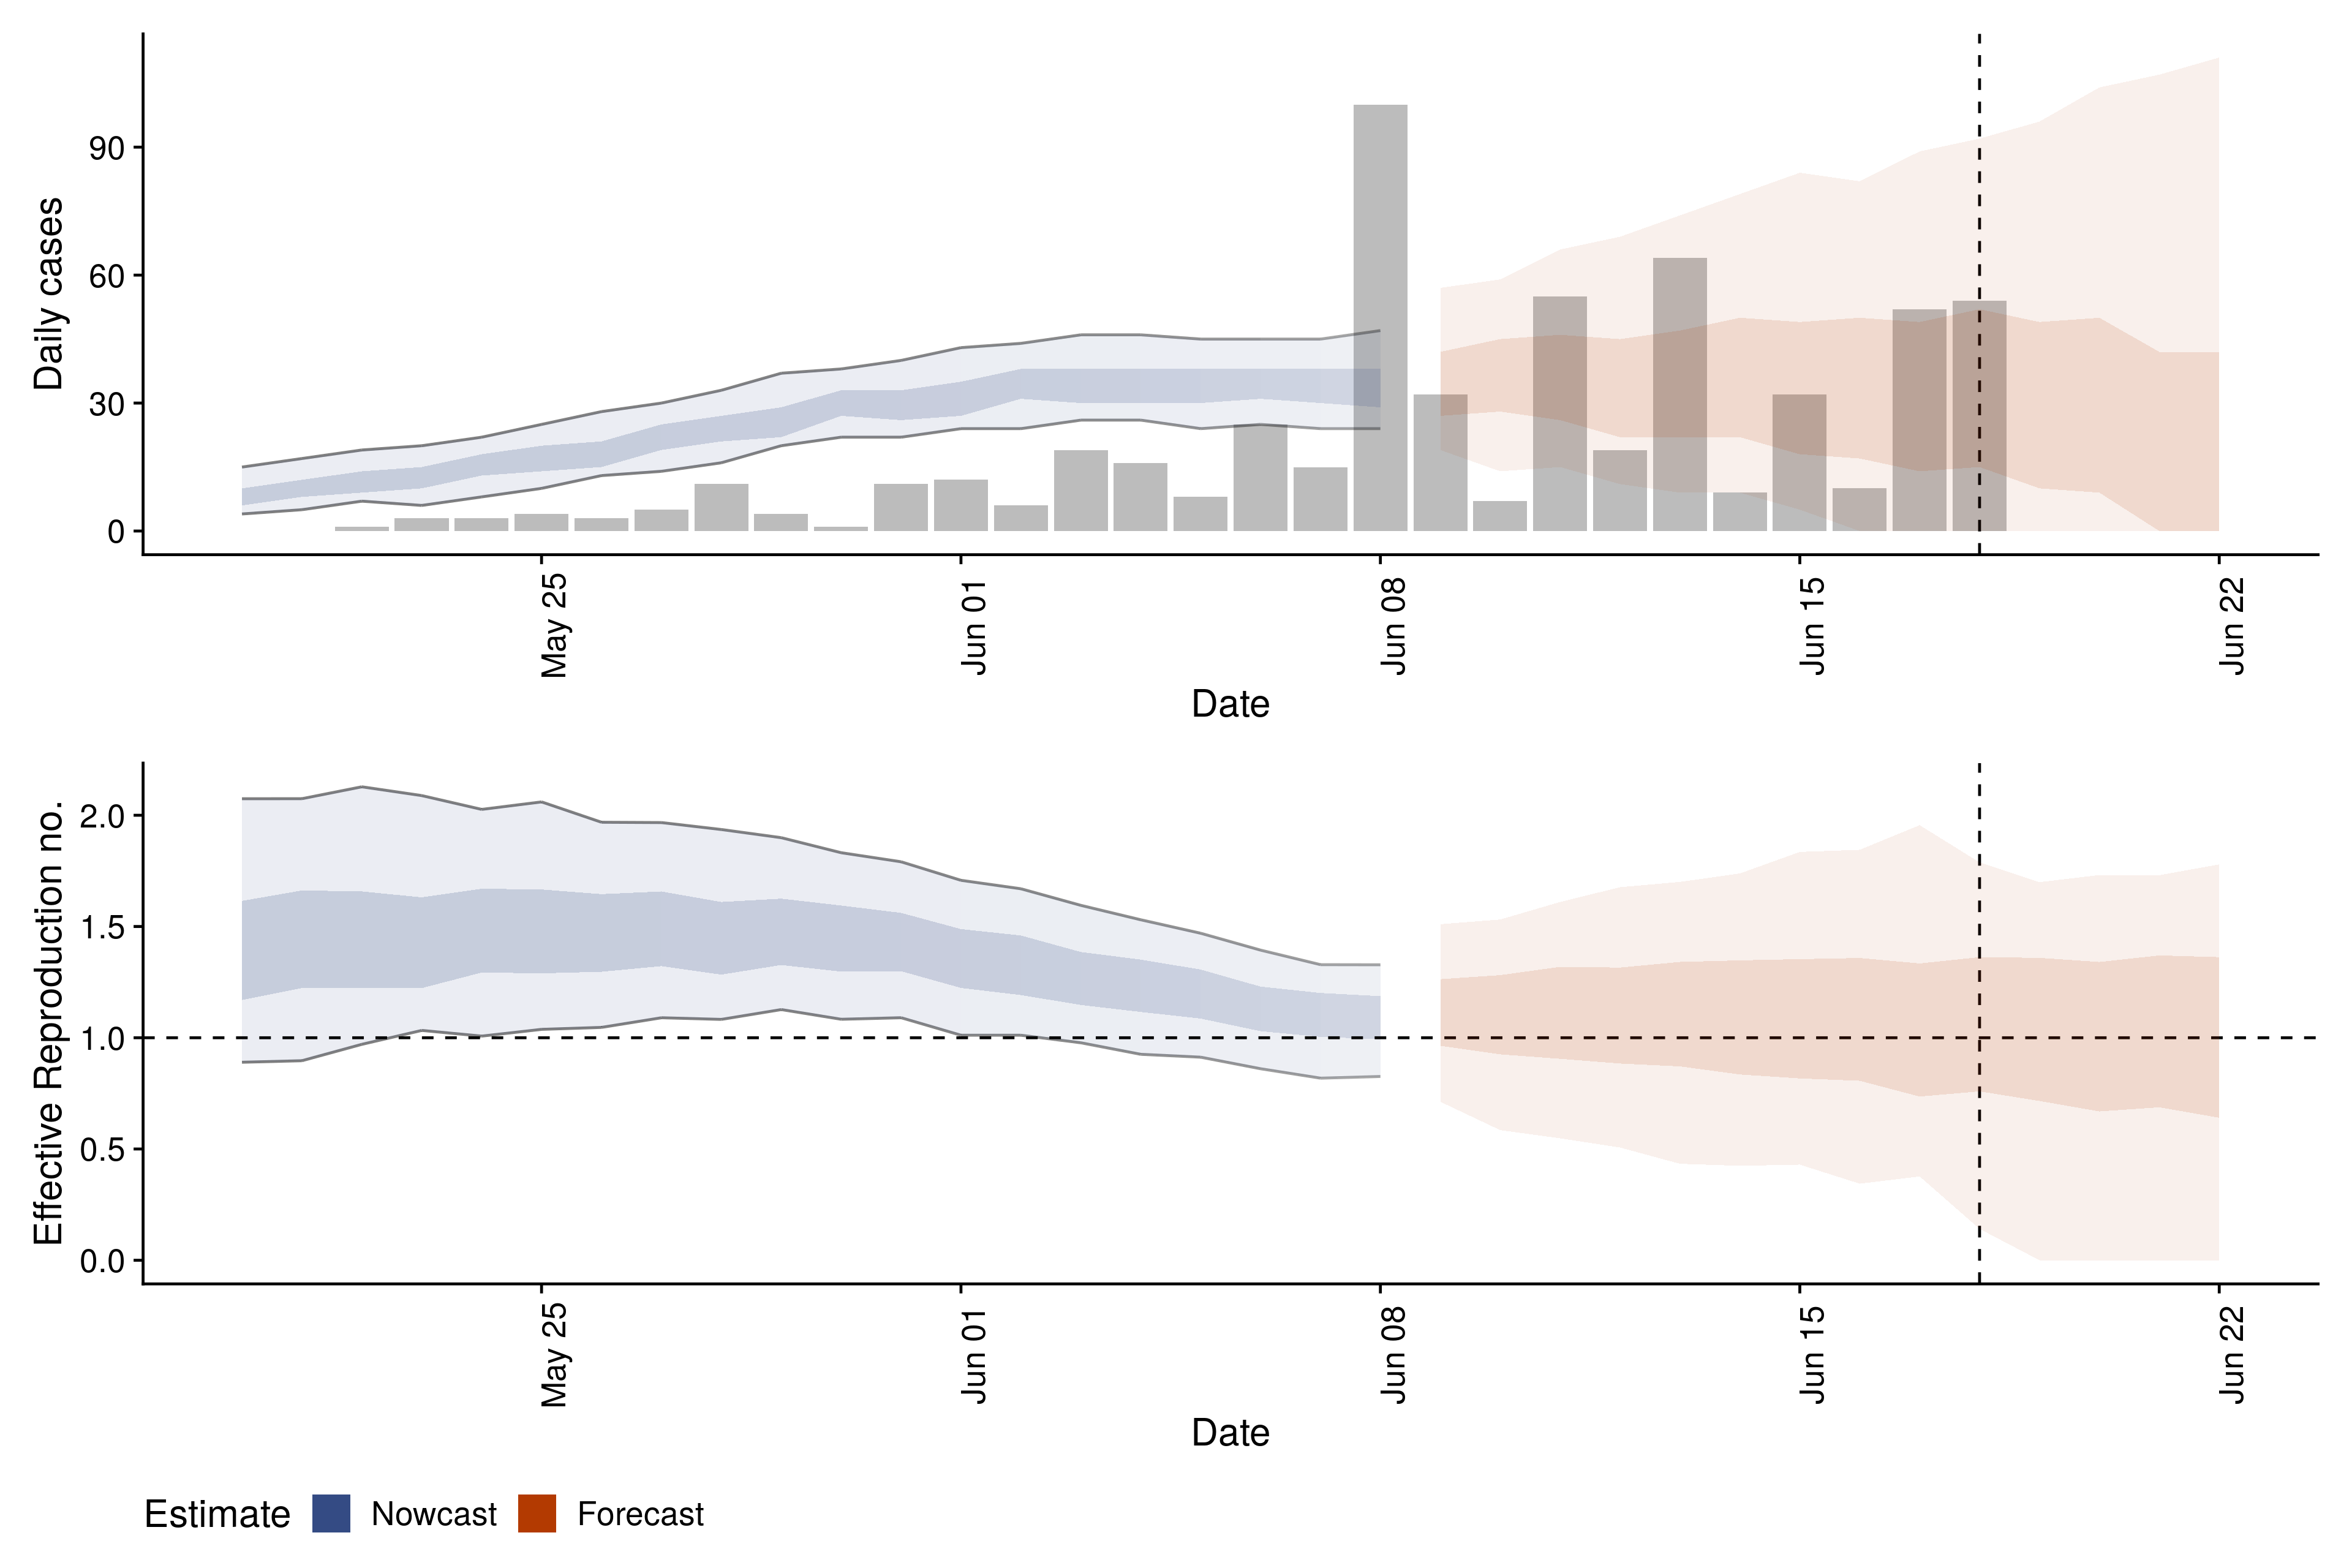 Daily cases
90
60
30
0
May 25
Jun 01
Jun 08
Jun 15
Jun 22
Date
Effective Reproduction no.
2.0
1.5
1.0
0.5
0.0
May 25
Jun 01
Jun 08
Jun 15
Jun 22
Date
Estimate Nowcast Forecast